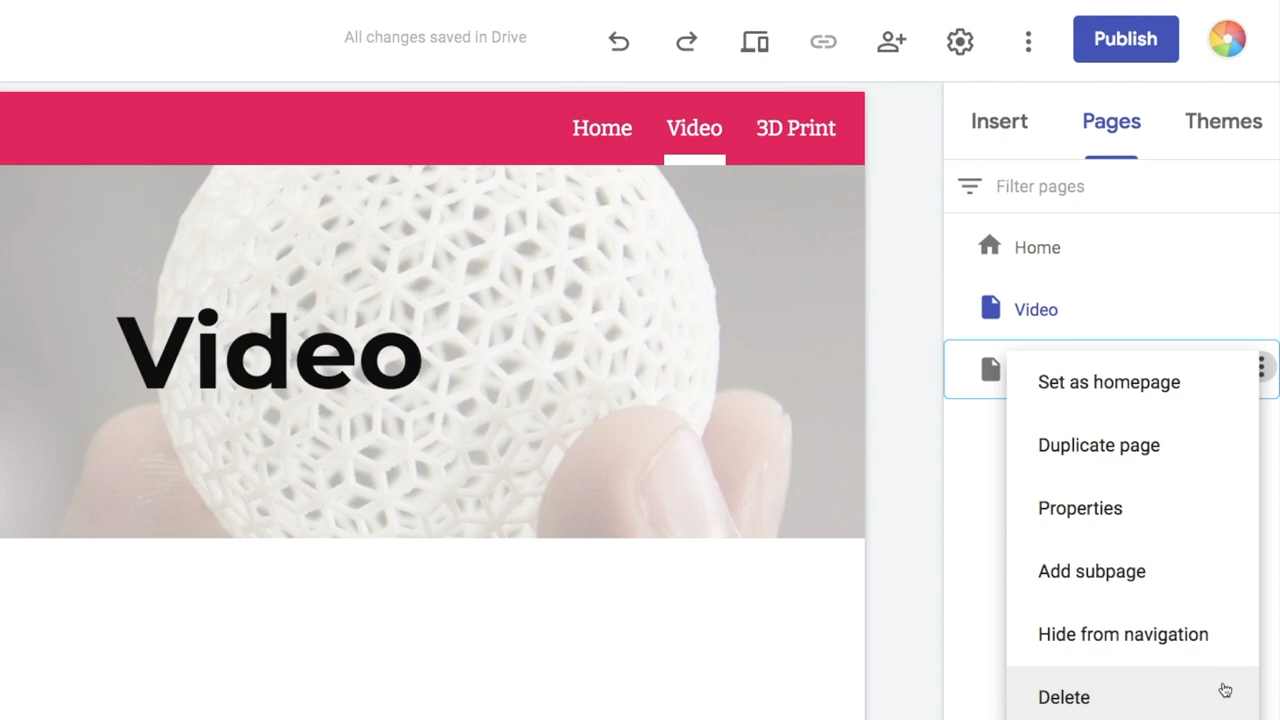 All changes saved in Drive
Publish
Home Video 3D Print
Insert Pages Themes
Filter pages
Home
Video
Video
Set as homepage
Duplicate page
Properties
Add subpage
Hide from navigation
Delete